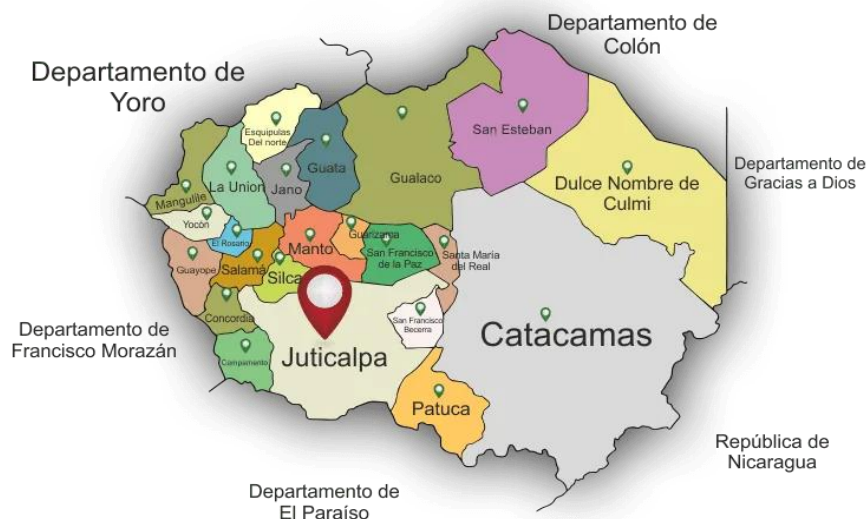 Departamento de
Colón
Departamento de
Yoro
Esquipulas
Del norte
San Esteban
Guata
La Union
Jano
Gualaco
Departamento de
Gracias a Dios
Dulce Nombre de
Culmi
Mangulile
Yocón
El Rosario
Manto
Guarizarea
San Francisco
de la Paz
Santa María
del Real
Guayope
Salamá
Silca
Concordia
San Francisco
Becerra
Catacamas
Departamento de
Francisco Morazán
Juticalpa
Campamento
Patuca
República de
Nicaragua
Departamento de
El Paraíso